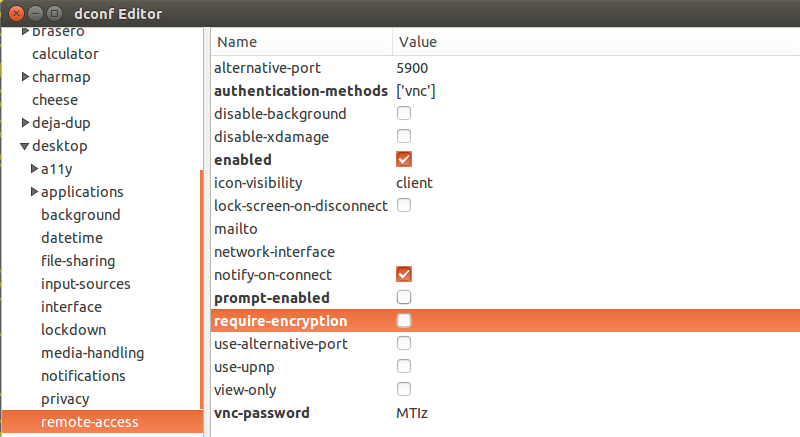 dconf Editor
brasero
calculator
charmap
cheese
deja-dup
desktop
a11y
applications
background
datetime
file-sharing
input-sources
interface
lockdown
media-handling
notifications
privacy
remote-access
Name Value
alternative-port 5900
authentication-methods ['vnc']
disable-background
disable-xdamage
enabled
icon-visibility client
lock-screen-on-disconnect
mailto
network-interface
notify-on-connect
prompt-enabled
require-encryption
use-alternative-port
use-upnp
view-only
vnc-password MTIz